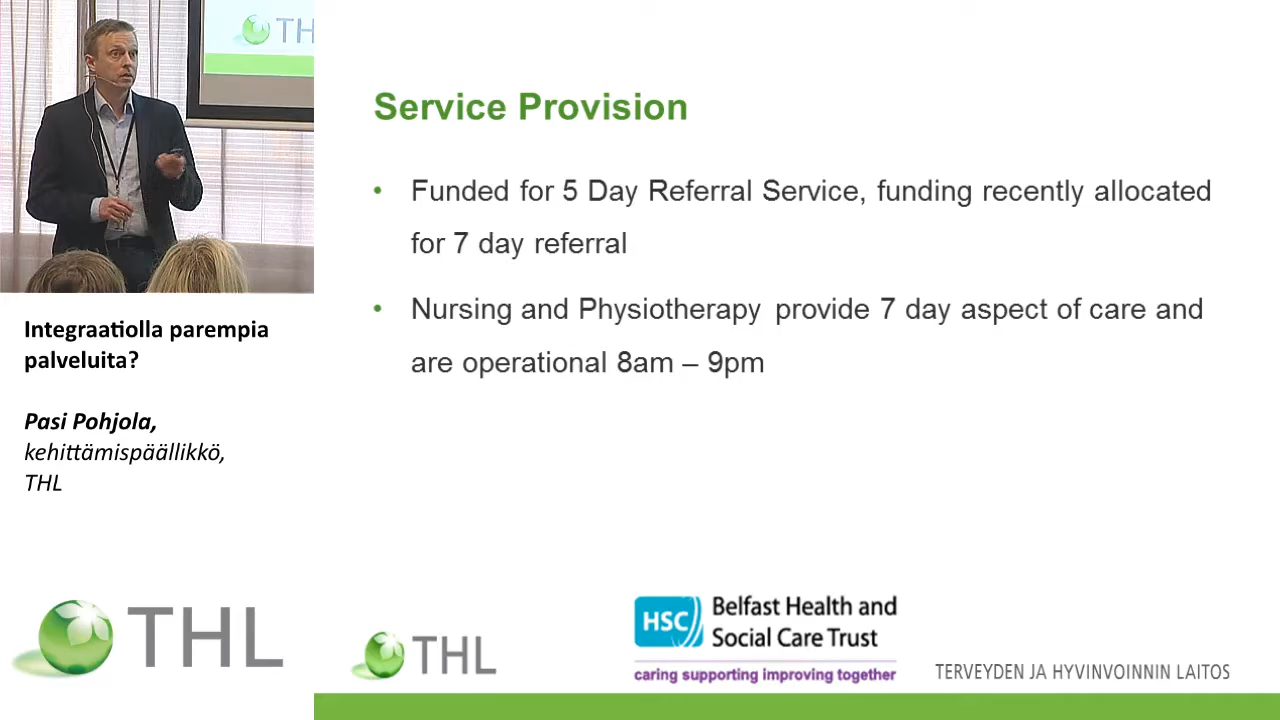 TH
Service Provision
• Funded for 5 Day Referral Service, funding recently allocated
for 7 day referral
• Nursing and Physiotherapy provide 7 day aspect of care and
are operational 8am – 9pm
Integraatiolla parempia
palveluita?
Pasi Pohjola,
kehittämispäällikkö,
THL
THL
THL
HSC
Belfast Health and
Social Care Trust
caring supporting improving together
TERVEYDEN JA HYVINVOINNIN LAITOS